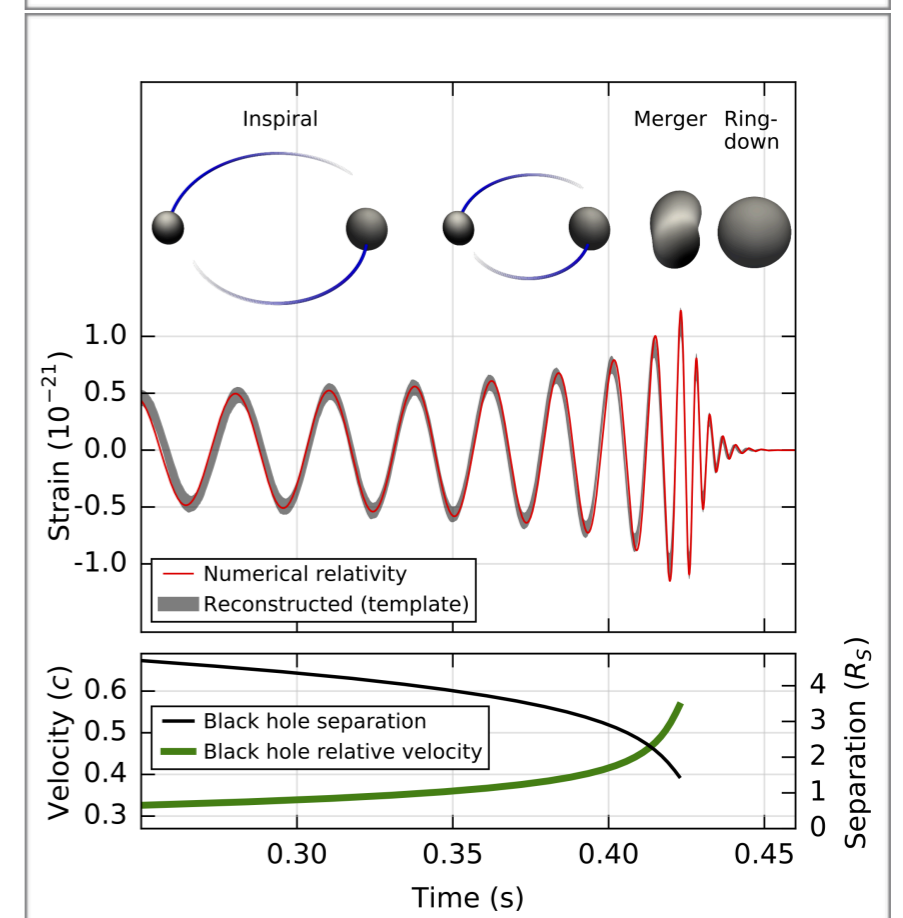 Inspiral
Merger
Ring-
down
Strain (10⁻²¹)
1.0
0.5
0.0
-0.5
-1.0
Numerical relativity
Reconstructed (template)
Velocity (c)
0.6
0.5
0.4
0.3
Black hole separation
Black hole relative velocity
Separation (R_S)
4
3
2
1
0
0.30 0.35 0.40 0.45
Time (s)